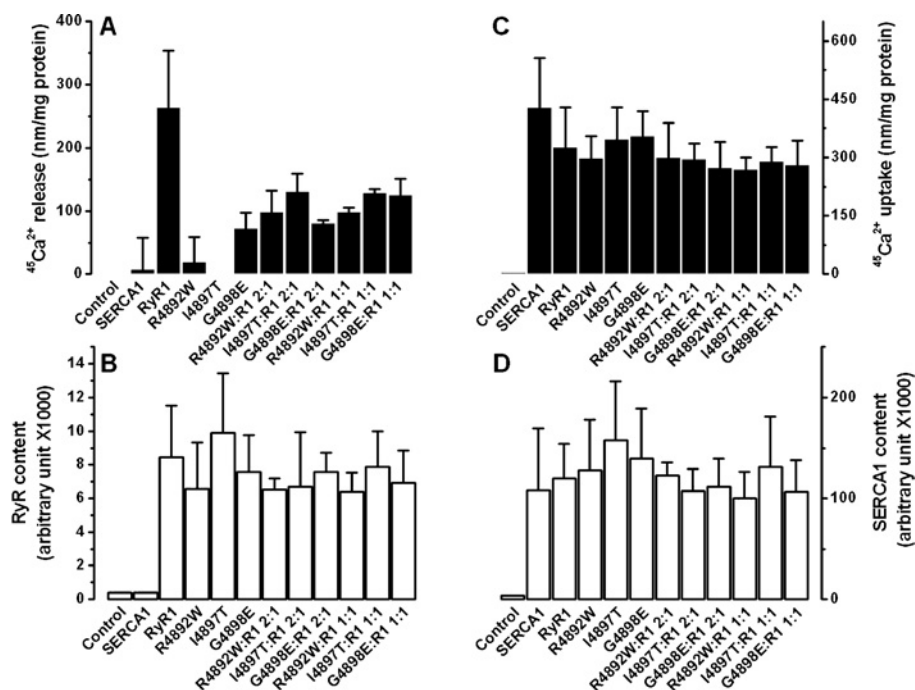 A
⁴⁵Ca²⁺ release (nm/mg protein)
400
300
200
100
0
Control
SERCA1
RyR1
R4892W
I4897T
G4898E
R4892W:R1 2:1
I4897T:R1 2:1
G4898E:R1 2:1
R4892W:R1 1:1
I4897T:R1 1:1
G4898E:R1 1:1
C
⁴⁵Ca²⁺ uptake (nm/mg protein)
600
450
300
150
0
Control
SERCA1
RyR1
R4892W
I4897T
G4898E
R4892W:R1 2:1
I4897T:R1 2:1
G4898E:R1 2:1
R4892W:R1 1:1
I4897T:R1 1:1
G4898E:R1 1:1
B
RyR content
(arbitrary unit X1000)
14
12
10
8
6
4
2
0
Control
SERCA1
RyR1
R4892W
I4897T
G4898E
R4892W:R1 2:1
I4897T:R1 2:1
G4898E:R1 2:1
R4892W:R1 1:1
I4897T:R1 1:1
G4898E:R1 1:1
D
SERCA1 content
(arbitrary unit X1000)
200
100
0
Control
SERCA1
RyR1
R4892W
I4897T
G4898E
R4892W:R1 2:1
I4897T:R1 2:1
G4898E:R1 2:1
R4892W:R1 1:1
I4897T:R1 1:1
G4898E:R1 1:1